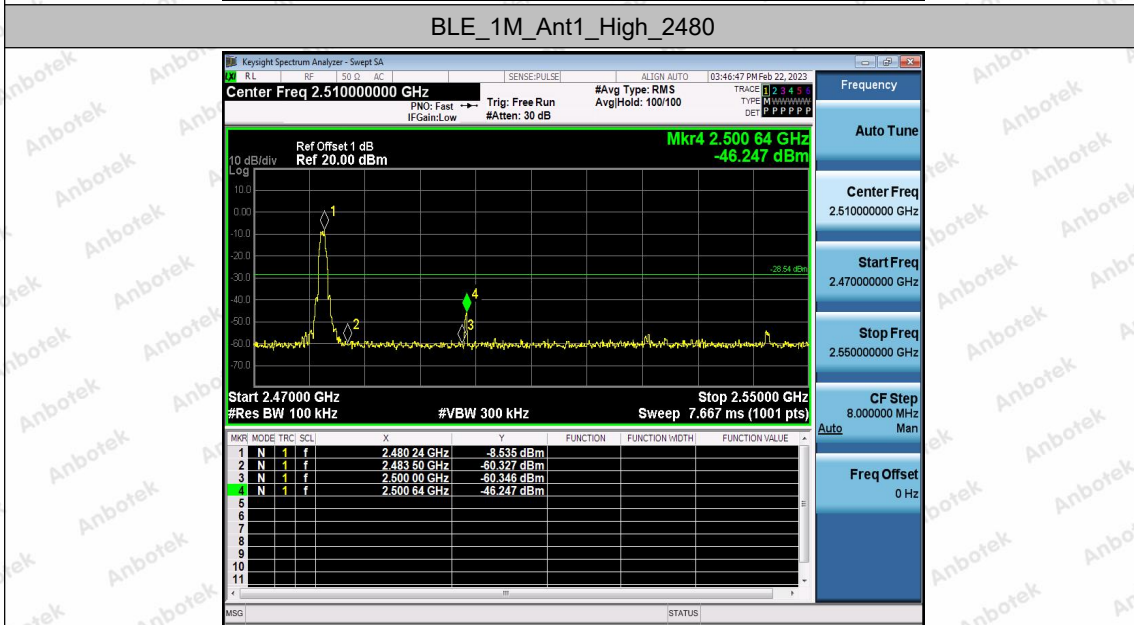 BLE_1M_Ant1_High_2480
Keysight Spectrum Analyzer - Swept SA
RL RF 50 Ω AC SENSE:PULSE ALIGN AUTO 03:46:47 PM Feb 22, 2023
Center Freq 2.510000000 GHz
PNO: Fast
IFGain:Low
Trig: Free Run
#Atten: 30 dB
#Avg Type: RMS
Avg|Hold: 100/100
TRACE 1 2 3 4 5 6
TYPE M W W W W W
DET P P P P P P
Frequency
Auto Tune
Center Freq
2.510000000 GHz
Start Freq
2.470000000 GHz
Stop Freq
2.550000000 GHz
CF Step
8.000000 MHz
Auto Man
Freq Offset
0 Hz
Mkr4 2.500 64 GHz
-46.247 dBm
Ref Offset 1 dB
10 dB/div Ref 20.00 dBm
Log
10.0
0.00
-10.0
-20.0
-30.0
-40.0
-50.0
-60.0
-70.0
1
2
3
4
-28.54 dBm
Start 2.47000 GHz Stop 2.55000 GHz
#Res BW 100 kHz #VBW 300 kHz Sweep 7.667 ms (1001 pts)
MKR MODE TRC SCL X Y FUNCTION FUNCTION WIDTH FUNCTION VALUE
1 N 1 f 2.480 24 GHz -8.535 dBm
2 N 1 f 2.483 50 GHz -60.327 dBm
3 N 1 f 2.500 00 GHz -60.346 dBm
4 N 1 f 2.500 64 GHz -46.247 dBm
5
6
7
8
9
10
11
MSG STATUS
Anbotek